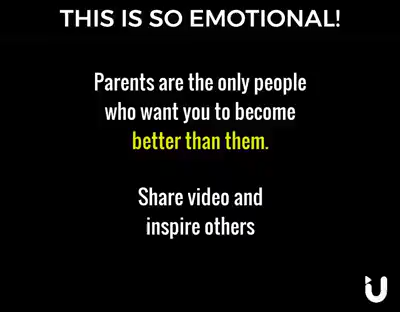 THIS IS SO EMOTIONAL!
Parents are the only people
who want you to become
better than them.
Share video and
inspire others